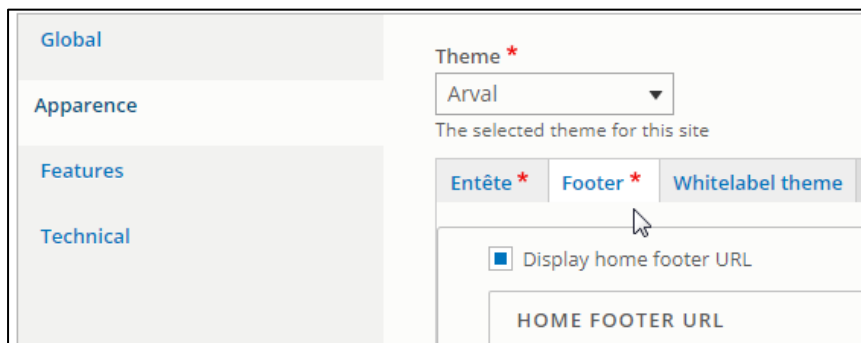 Global
Apparence
Features
Technical
Theme *
Arval
The selected theme for this site
Entête * Footer * Whitelabel theme
Display home footer URL
HOME FOOTER URL